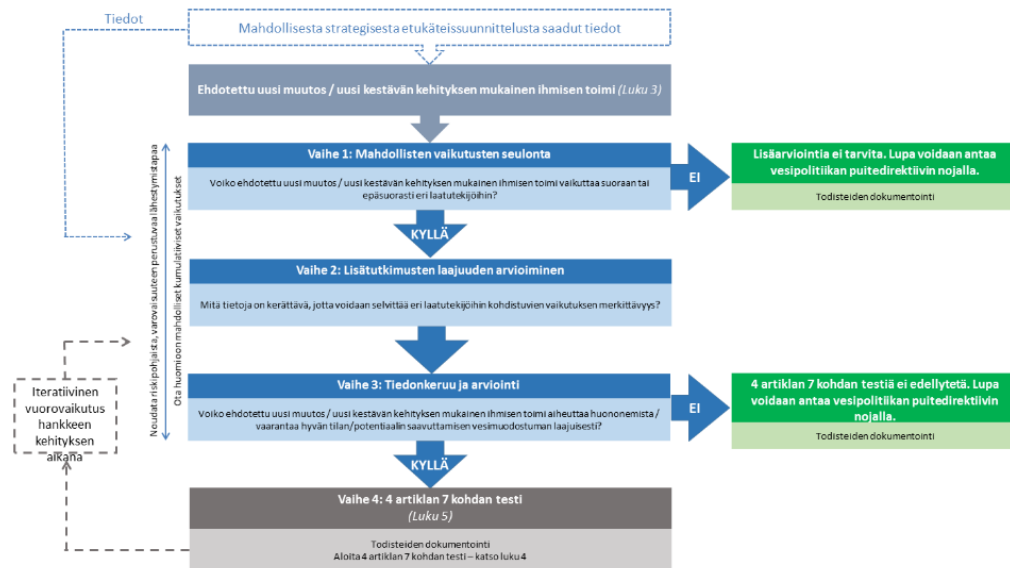 Tiedot
Mahdollisesta strategisesta etukäteissuunnittelusta saadut tiedot
Ehdotettu uusi muutos / uusi kestävän kehityksen mukainen ihmisen toimi (Luku 3)
Vaihe 1: Mahdollisten vaikutusten seulonta
Voiko ehdotettu uusi muutos / uusi kestävän kehityksen mukainen ihmisen toimi vaikuttaa suoraan tai
epäsuorasti eri laatutekijöihin?
EI
Lisäarviointia ei tarvita. Lupa voidaan antaa
vesipolitiikan puitedirektiivin nojalla.
Todisteiden dokumentointi
KYLLÄ
Noudata riskipohjaista, varovaisuuteen perustuvaa lähestymistapaa
Ota huomioon mahdolliset kumulatiiviset vaikutukset
Vaihe 2: Lisätutkimusten laajuuden arvioiminen
Mitä tietoja on kerättävä, jotta voidaan selvittää eri laatutekijöihin kohdistuvien vaikutuksen merkittävyys?
Vaihe 3: Tiedonkeruu ja arviointi
Voiko ehdotettu uusi muutos / uusi kestävän kehityksen mukainen ihmisen toimi aiheuttaa huononemista /
vaarantaa hyvän tilan/potentiaalin saavuttamisen vesimuodostuman laajuisesti?
EI
4 artiklan 7 kohdan testiä ei edellytetä. Lupa
voidaan antaa vesipolitiikan puitedirektiivin
nojalla.
Todisteiden dokumentointi
Iteratiivinen
vuorovaikutus
hankkeen
kehityksen
aikana
KYLLÄ
Vaihe 4: 4 artiklan 7 kohdan testi
(Luku 5)
Todisteiden dokumentointi
Aloita 4 artiklan 7 kohdan testi – katso luku 4